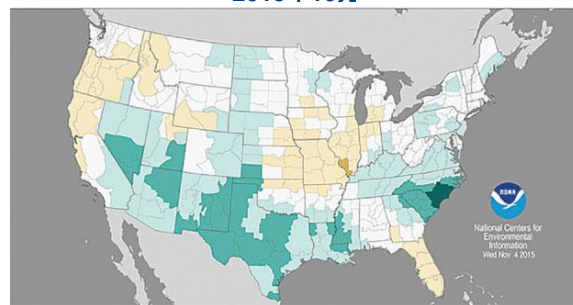 NOAA
National Centers for
Environmental
Information
Wed Nov 4 2015